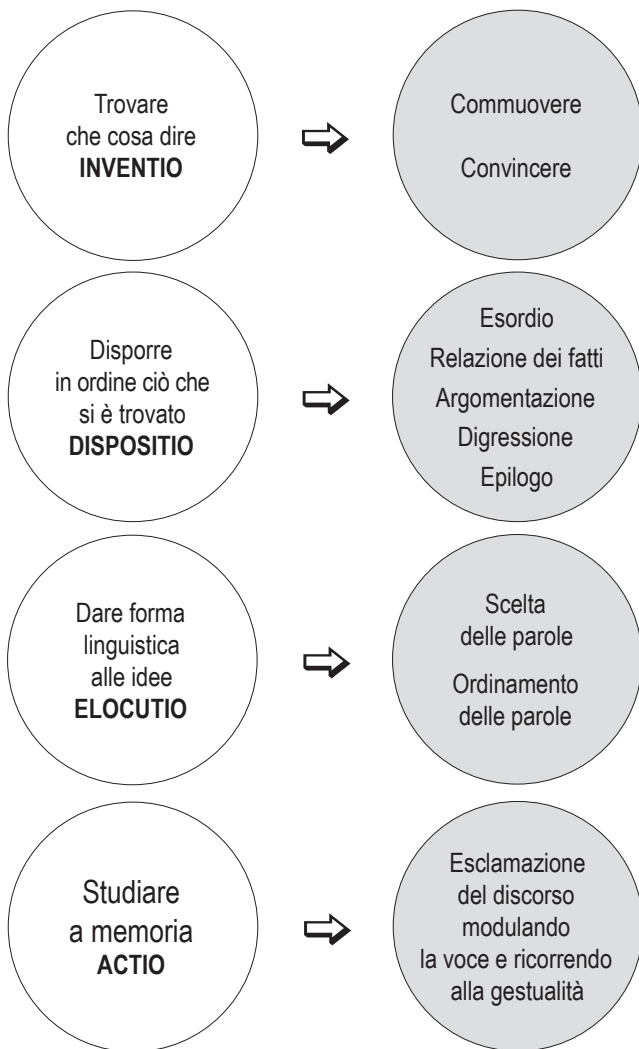 Trovare
che cosa dire
INVENTIO
Commuovere
Convincere
Disporre
in ordine ciò che
si è trovato
DISPOSITIO
Esordio
Relazione dei fatti
Argomentazione
Digressione
Epilogo
Dare forma
linguistica
alle idee
ELOCUTIO
Scelta
delle parole
Ordinamento
delle parole
Studiare
a memoria
ACTIO
Esclamazione
del discorso
modulando
la voce e ricorrendo
alla gestualità